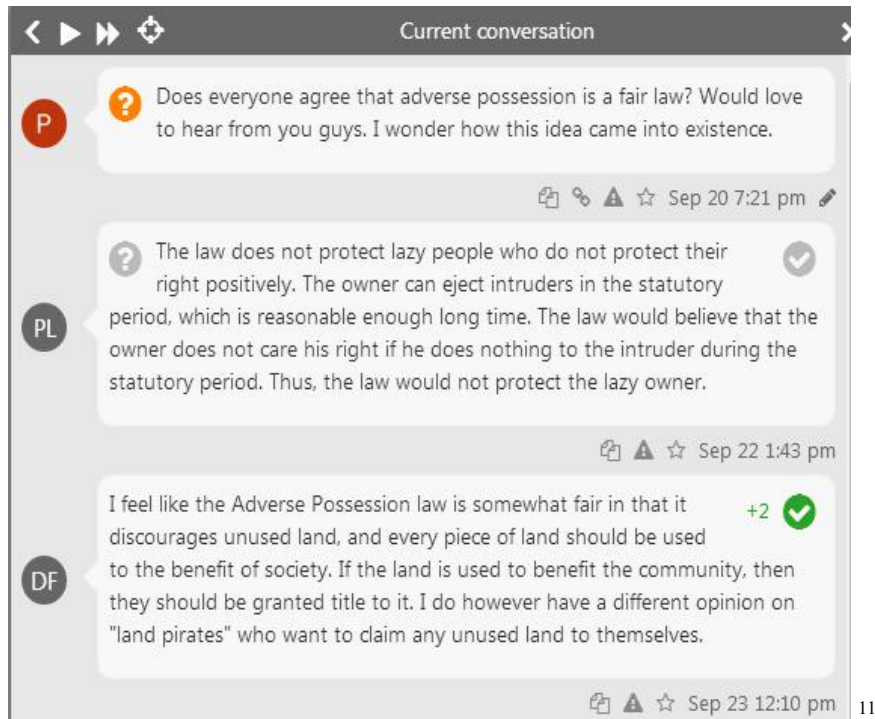 Current conversation
P
? Does everyone agree that adverse possession is a fair law? Would love
to hear from you guys. I wonder how this idea came into existence.
Sep 20 7:21 pm
? The law does not protect lazy people who do not protect their
right positively. The owner can eject intruders in the statutory
PL
period, which is reasonable enough long time. The law would believe that the
owner does not care his right if he does nothing to the intruder during the
statutory period. Thus, the law would not protect the lazy owner.
Sep 22 1:43 pm
I feel like the Adverse Possession law is somewhat fair in that it
+2
discourages unused land, and every piece of land should be used
DF
to the benefit of society. If the land is used to benefit the community, then
they should be granted title to it. I do however have a different opinion on
"land pirates" who want to claim any unused land to themselves.
Sep 23 12:10 pm
11